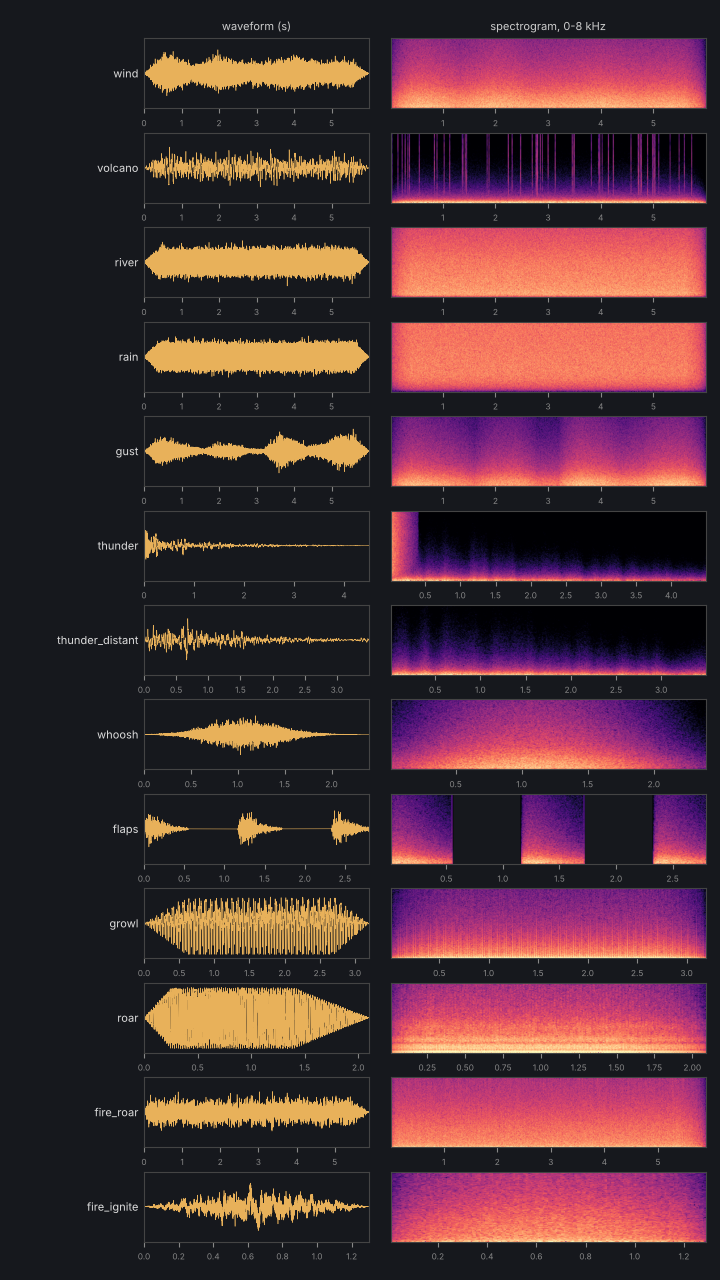 waveform (s) spectrogram, 0-8 kHz
wind
0 1 2 3 4 5 1 2 3 4 5
volcano
0 1 2 3 4 5 1 2 3 4 5
river
0 1 2 3 4 5 1 2 3 4 5
rain
0 1 2 3 4 5 1 2 3 4 5
gust
0 1 2 3 4 5 1 2 3 4 5
thunder
0 1 2 3 4 0.5 1.0 1.5 2.0 2.5 3.0 3.5 4.0
thunder_distant
0.0 0.5 1.0 1.5 2.0 2.5 3.0 0.5 1.0 1.5 2.0 2.5 3.0
whoosh
0.0 0.5 1.0 1.5 2.0 0.5 1.0 1.5 2.0
flaps
0.0 0.5 1.0 1.5 2.0 2.5 0.5 1.0 1.5 2.0 2.5
growl
0.0 0.5 1.0 1.5 2.0 2.5 3.0 0.5 1.0 1.5 2.0 2.5 3.0
roar
0.0 0.5 1.0 1.5 2.0 0.25 0.50 0.75 1.00 1.25 1.50 1.75 2.00
fire_roar
0 1 2 3 4 5 1 2 3 4 5
fire_ignite
0.0 0.2 0.4 0.6 0.8 1.0 1.2 0.2 0.4 0.6 0.8 1.0 1.2